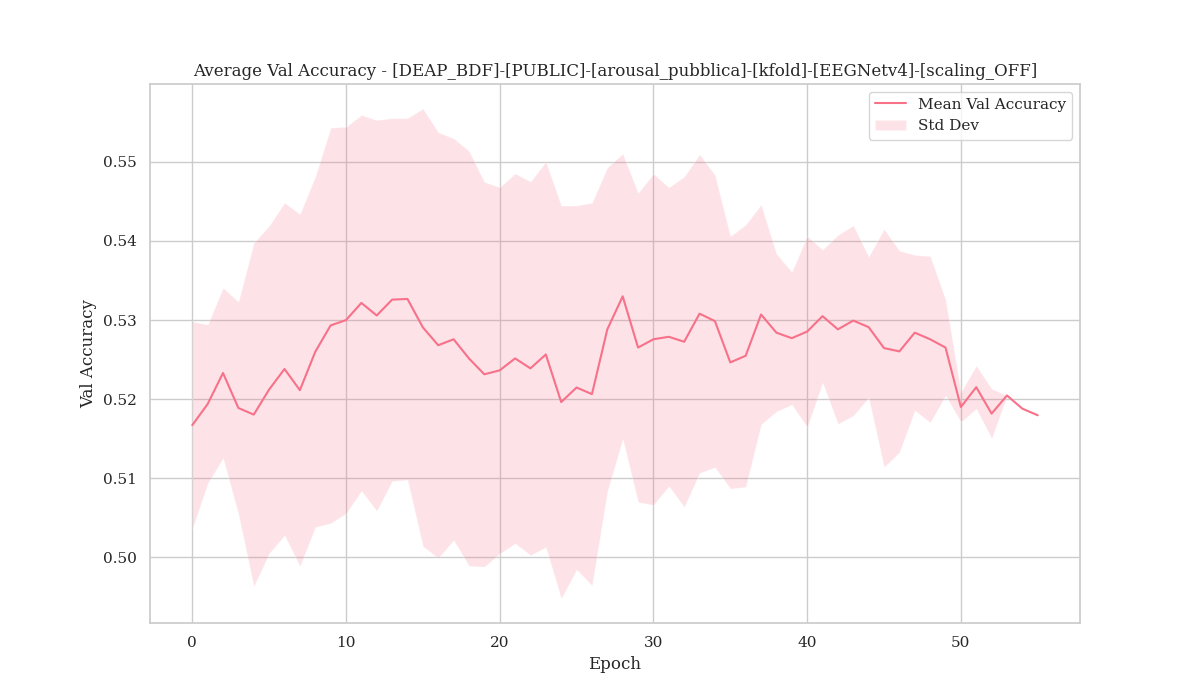 Average Val Accuracy - [DEAP_BDF]-[PUBLIC]-[arousal_pubblica]-[kfold]-[EEGNetv4]-[scaling_OFF]
Mean Val Accuracy
Std Dev
0.55
0.54
0.53
0.52
0.51
0.50
Val Accuracy
0 10 20 30 40 50
Epoch